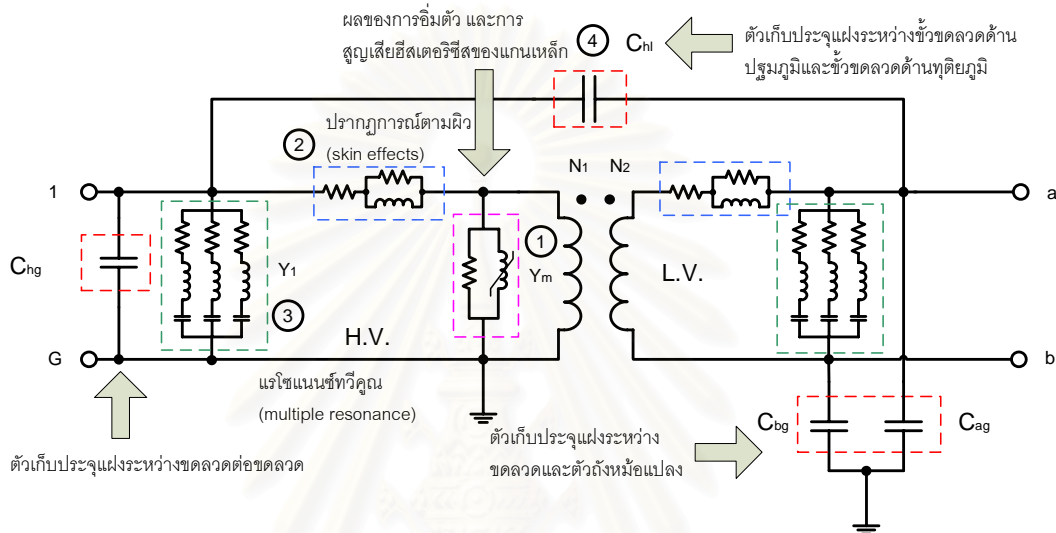 ผลของการอิ่มตัว และการ
สูญเสียฮีสเตอริซีสของแกนเหล็ก
4
Chl
ตัวเก็บประจุแฝงระหว่างขั้วขดลวดด้าน
ปฐมภูมิและขั้วขดลวดด้านทุติยภูมิ
2
ปรากฏการณ์ตามผิว
(skin effects)
N1 N2
1
a
Chg
Y1
3
1
Ym
L.V.
H.V.
G
b
แรโซแนนซ์ทวีคูณ
(multiple resonance)
ตัวเก็บประจุแฝงระหว่างขดลวดต่อขดลวด
ตัวเก็บประจุแฝงระหว่าง
ขดลวดและตัวถังหม้อแปลง
Cbg
Cag